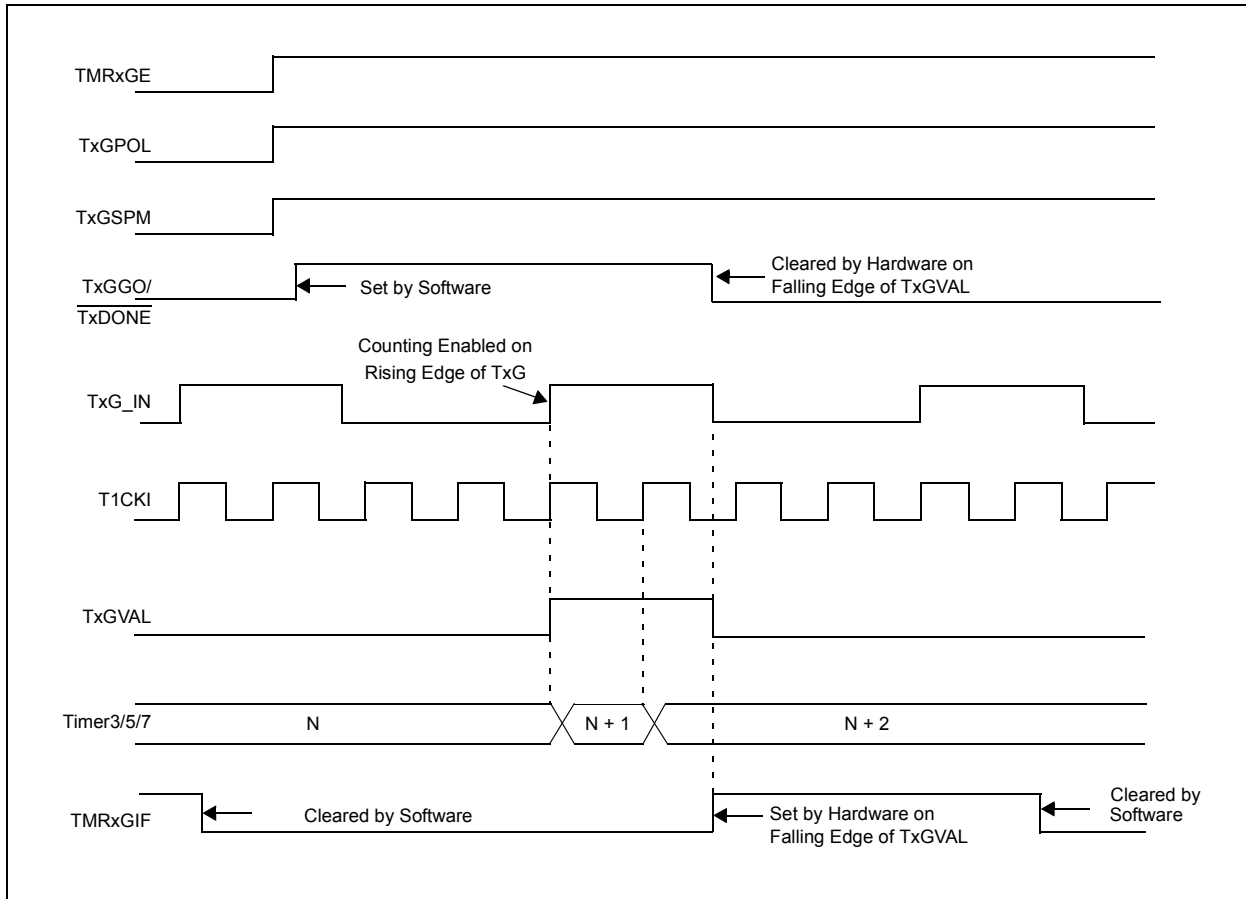 TMRxGE
TxGPOL
TxGSPM
TxGGO/
TxDONE
Set by Software
Cleared by Hardware on
Falling Edge of TxGVAL
Counting Enabled on
Rising Edge of TxG
TxG_IN
T1CKI
TxGVAL
Timer3/5/7
N
N + 1
N + 2
TMRxGIF
Cleared by Software
Set by Hardware on
Falling Edge of TxGVAL
Cleared by
Software